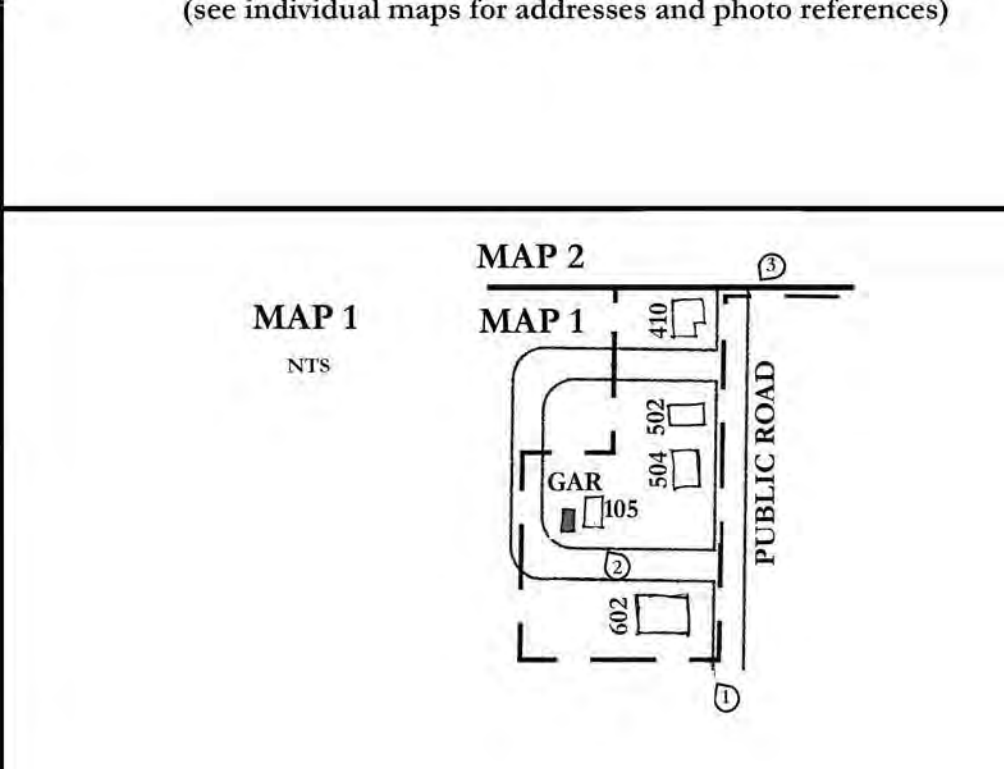 (see individual maps for addresses and photo references)
MAP 2
3
MAP 1
NTS
MAP 1
410
502
504
PUBLIC ROAD
GAR
105
2
602
1